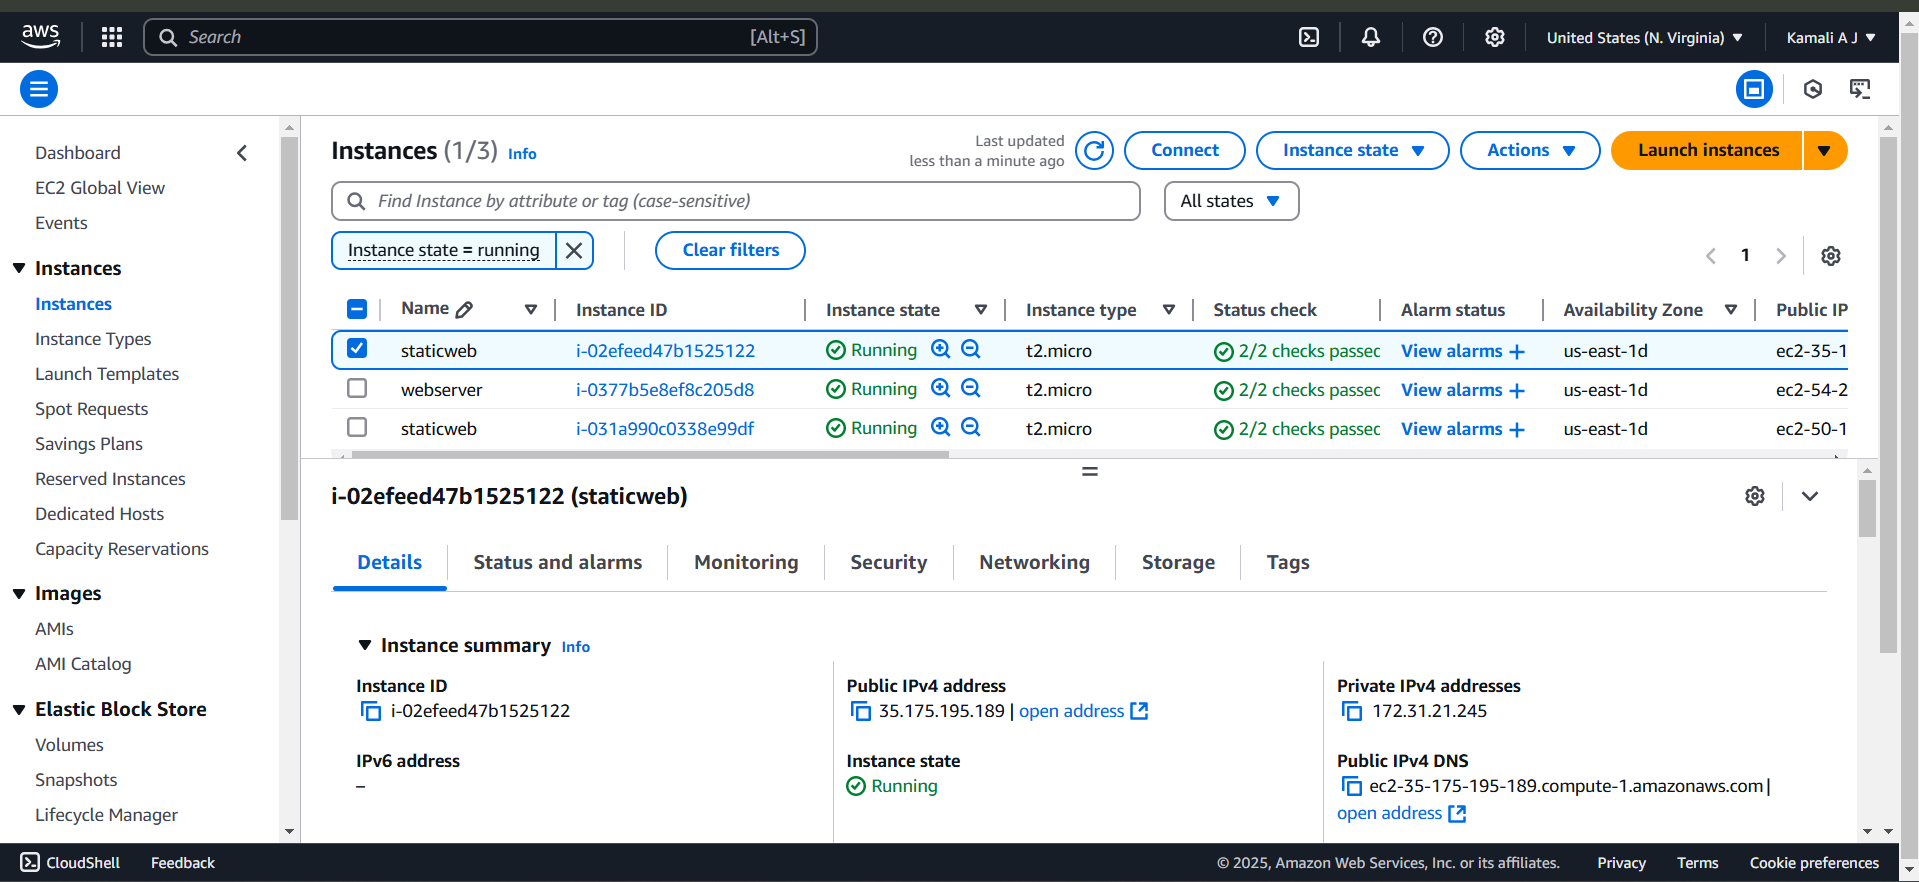 aws
Search [Alt+S]
United States (N. Virginia)
Kamali A J
Dashboard
EC2 Global View
Events
Instances
Instances
Instance Types
Launch Templates
Spot Requests
Savings Plans
Reserved Instances
Dedicated Hosts
Capacity Reservations
Images
AMIs
AMI Catalog
Elastic Block Store
Volumes
Snapshots
Lifecycle Manager
Instances (1/3) Info
Last updated
less than a minute ago
Connect
Instance state
Actions
Launch instances
Find Instance by attribute or tag (case-sensitive)
All states
Instance state = running
Clear filters
1
Name Instance ID Instance state Instance type Status check Alarm status Availability Zone Public IP
staticweb i-02efeed47b1525122 Running t2.micro 2/2 checks passec View alarms + us-east-1d ec2-35-1
webserver i-0377b5e8ef8c205d8 Running t2.micro 2/2 checks passec View alarms + us-east-1d ec2-54-2
staticweb i-031a990c0338e99df Running t2.micro 2/2 checks passec View alarms + us-east-1d ec2-50-1
i-02efeed47b1525122 (staticweb)
Details Status and alarms Monitoring Security Networking Storage Tags
Instance summary Info
Instance ID
i-02efeed47b1525122
Public IPv4 address
35.175.195.189 | open address
Private IPv4 addresses
172.31.21.245
IPv6 address
–
Instance state
Running
Public IPv4 DNS
ec2-35-175-195-189.compute-1.amazonaws.com |
open address
CloudShell Feedback
© 2025, Amazon Web Services, Inc. or its affiliates. Privacy Terms Cookie preferences